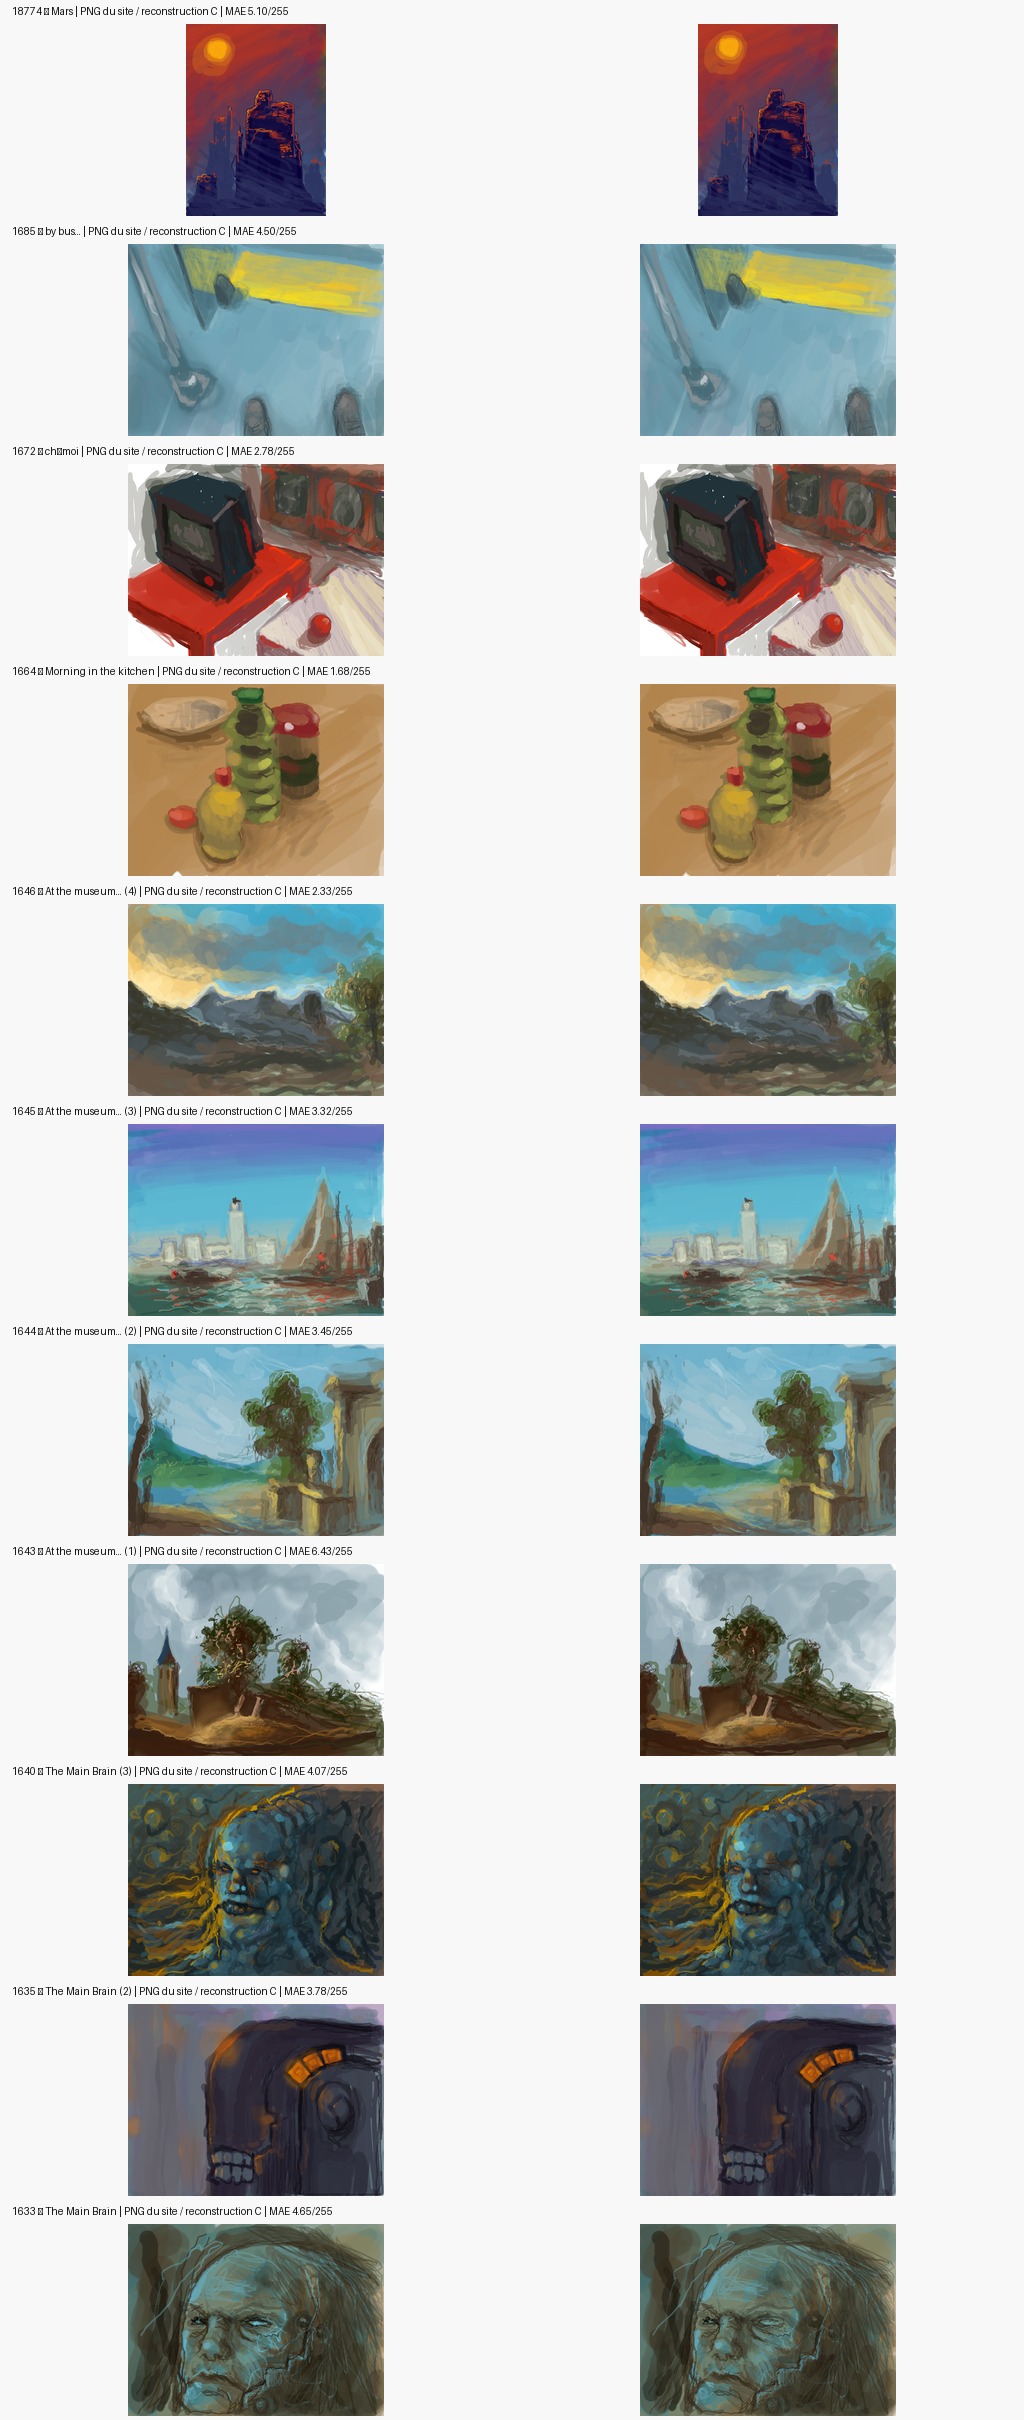 18774 Mars | PNG du site / reconstruction C | MAE 5.10/255
1685 by bus... | PNG du site / reconstruction C | MAE 4.50/255
1672 ch▯moi | PNG du site / reconstruction C | MAE 2.78/255
1664 Morning in the kitchen | PNG du site / reconstruction C | MAE 1.68/255
1646 At the museum... (4) | PNG du site / reconstruction C | MAE 2.33/255
1645 At the museum... (3) | PNG du site / reconstruction C | MAE 3.32/255
1644 At the museum... (2) | PNG du site / reconstruction C | MAE 3.45/255
1643 At the museum... (1) | PNG du site / reconstruction C | MAE 6.43/255
1640 The Main Brain (3) | PNG du site / reconstruction C | MAE 4.07/255
1635 The Main Brain (2) | PNG du site / reconstruction C | MAE 3.78/255
1633 The Main Brain | PNG du site / reconstruction C | MAE 4.65/255